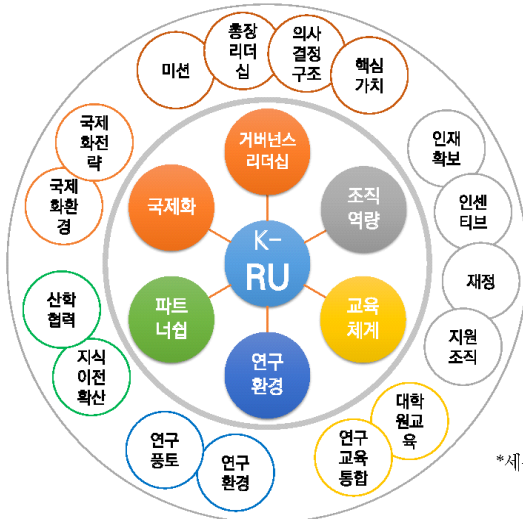 미션
총장
리더
십
의사
결정
구조
핵심
가치
국제
화전
략
국제
화환
경
거버넌스
리더십
인재
확보
인센
티브
재정
지원
조직
국제화
조직
역량
K-
RU
파트
너쉽
교육
체계
연구
환경
산학
협력
지식
이전
확산
대학
원교
육
연구
교육
통합
연구
풍토
연구
환경
*세